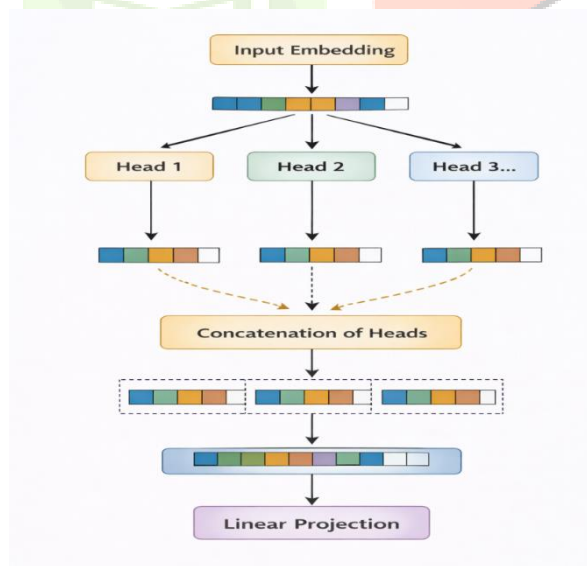 Input Embedding
Head 1
Head 2
Head 3...
Concatenation of Heads
Linear Projection